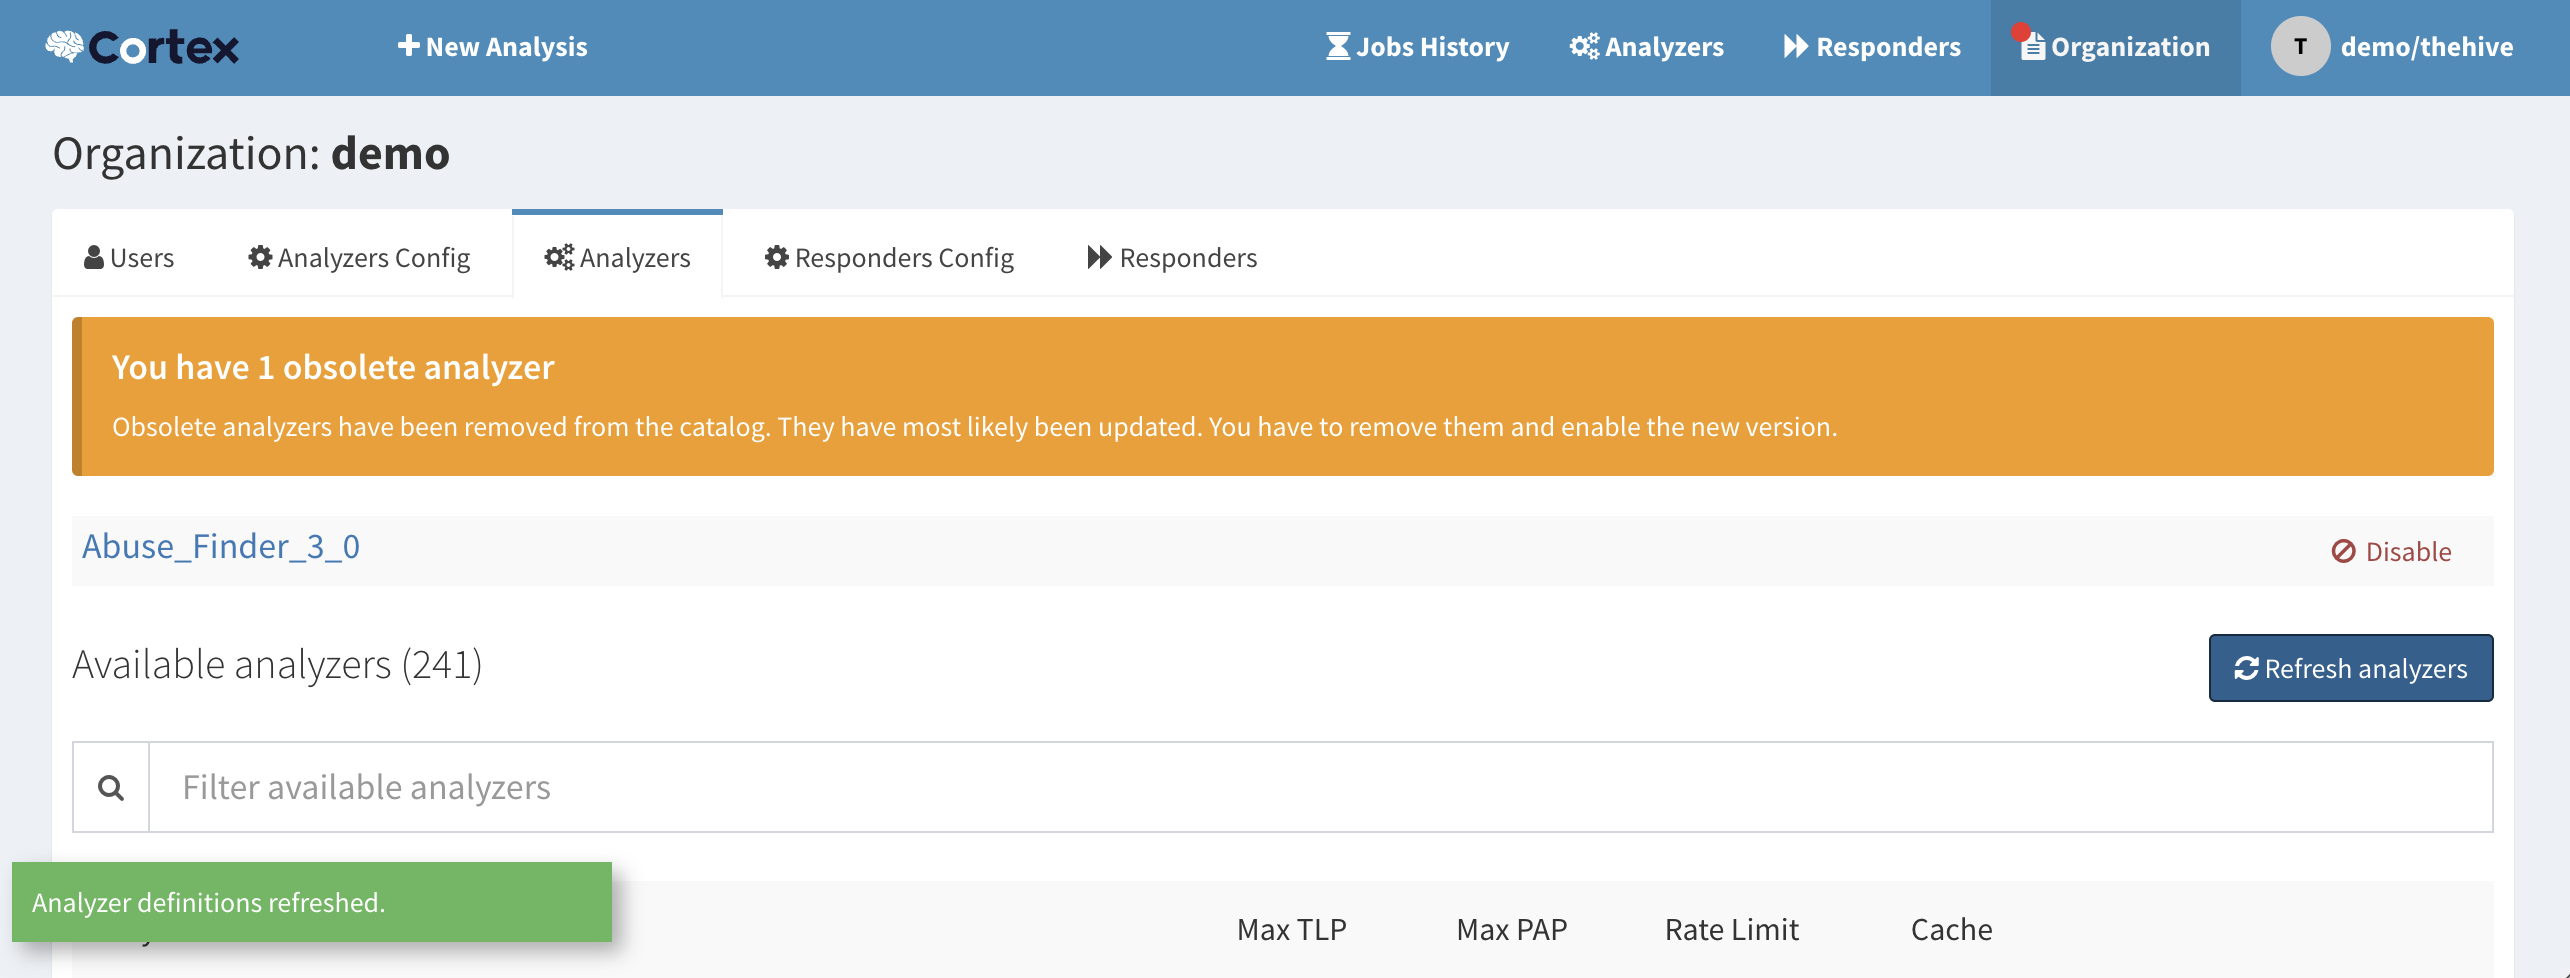 Cortex
New Analysis
Jobs History
Analyzers
Responders
Organization
T
demo/thehive
Organization: demo
Users
Analyzers Config
Analyzers
Responders Config
Responders
You have 1 obsolete analyzer
Obsolete analyzers have been removed from the catalog. They have most likely been updated. You have to remove them and enable the new version.
Abuse_Finder_3_0
Disable
Available analyzers (241)
Refresh analyzers
Filter available analyzers
Analyzer definitions refreshed.
Max TLP
Max PAP
Rate Limit
Cache